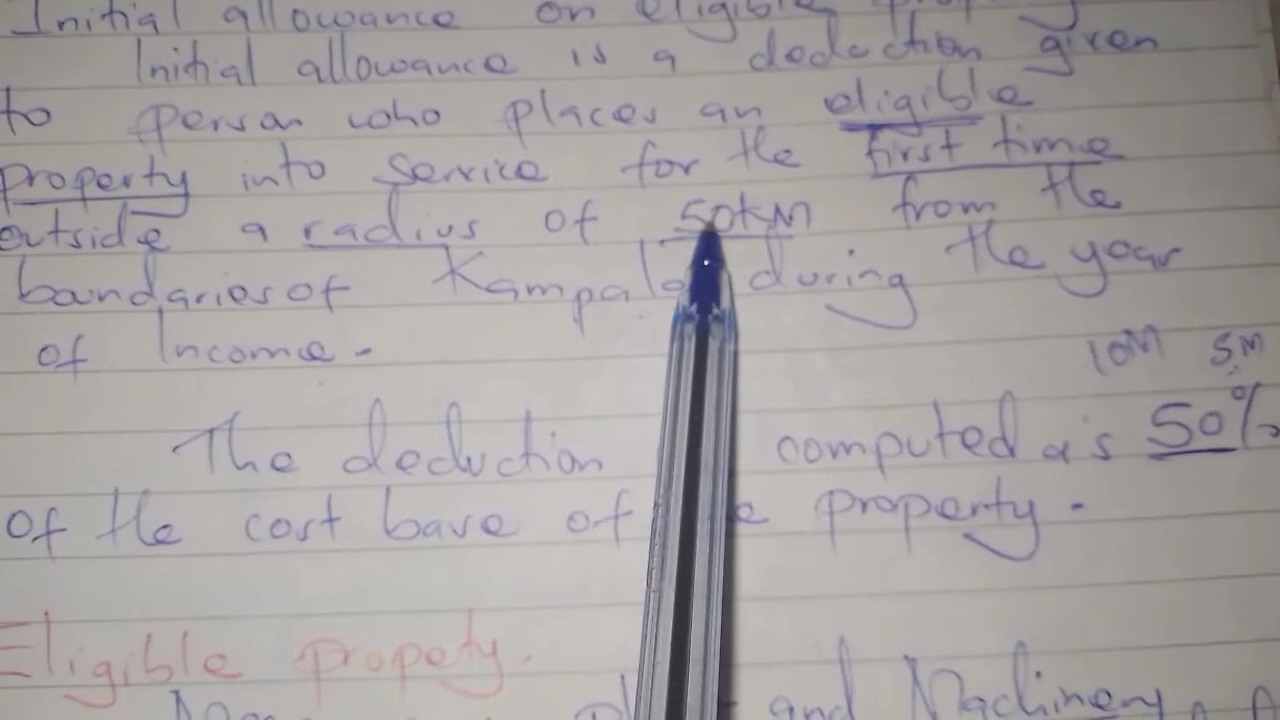 Initial allowance on eligible
Initial allowance is a deduction given
to person who places an eligible
property into service for the first time
outside a radius of 50KM from the
boundaries of Kampala during the year
of Income.
10M 5M
The deduction computed as 50%
of the cost base of property.
Eligible propety.
and Machinery